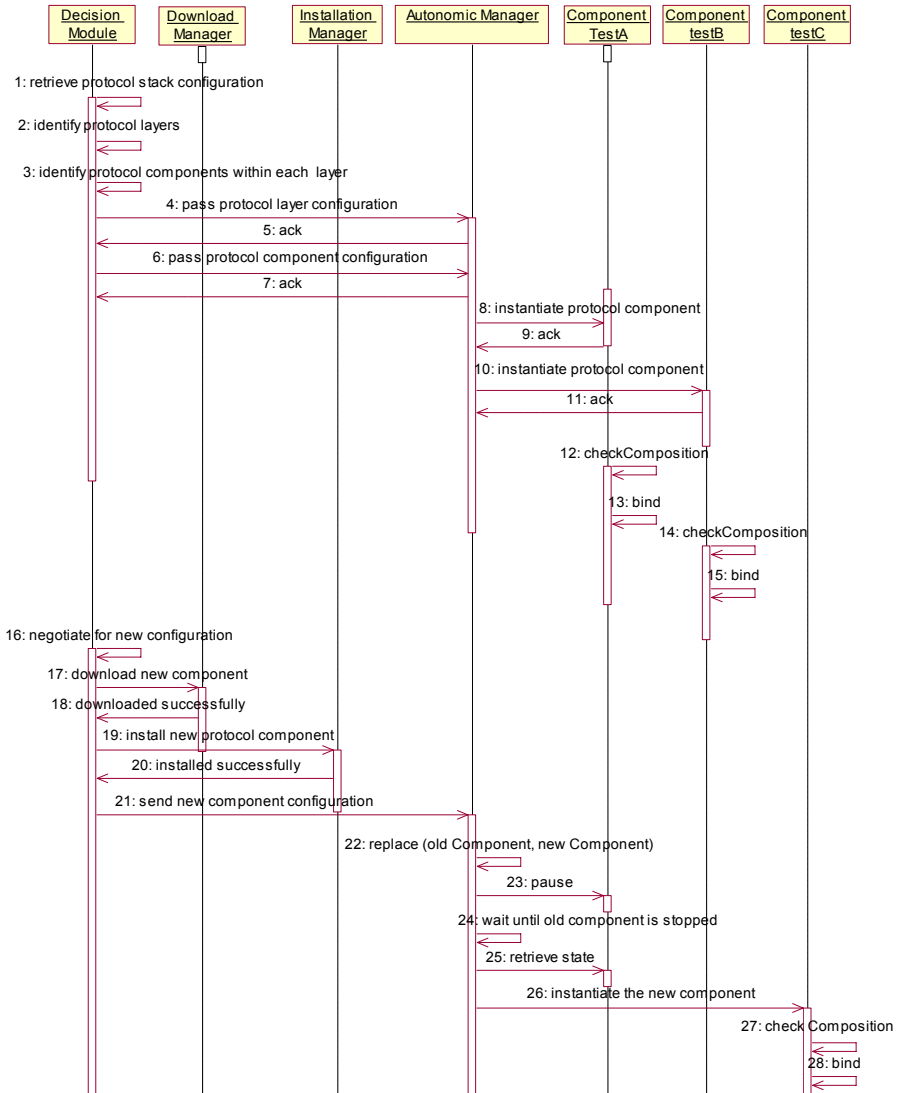 Decision
Module
Download
Manager
Installation
Manager
Autonomic Manager
Component
TestA
Component
testB
Component
testC
1: retrieve protocol stack configuration
2: identify protocol layers
3: identify protocol components within each layer
4: pass protocol layer configuration
5: ack
6: pass protocol component configuration
7: ack
8: instantiate protocol component
9: ack
10: instantiate protocol component
11: ack
12: checkComposition
13: bind
14: checkComposition
15: bind
16: negotiate for new configuration
17: download new component
18: downloaded successfully
19: install new protocol component
20: installed successfully
21: send new component configuration
22: replace (old Component, new Component)
23: pause
24: wait until old component is stopped
25: retrieve state
26: instantiate the new component
27: check Composition
28: bind